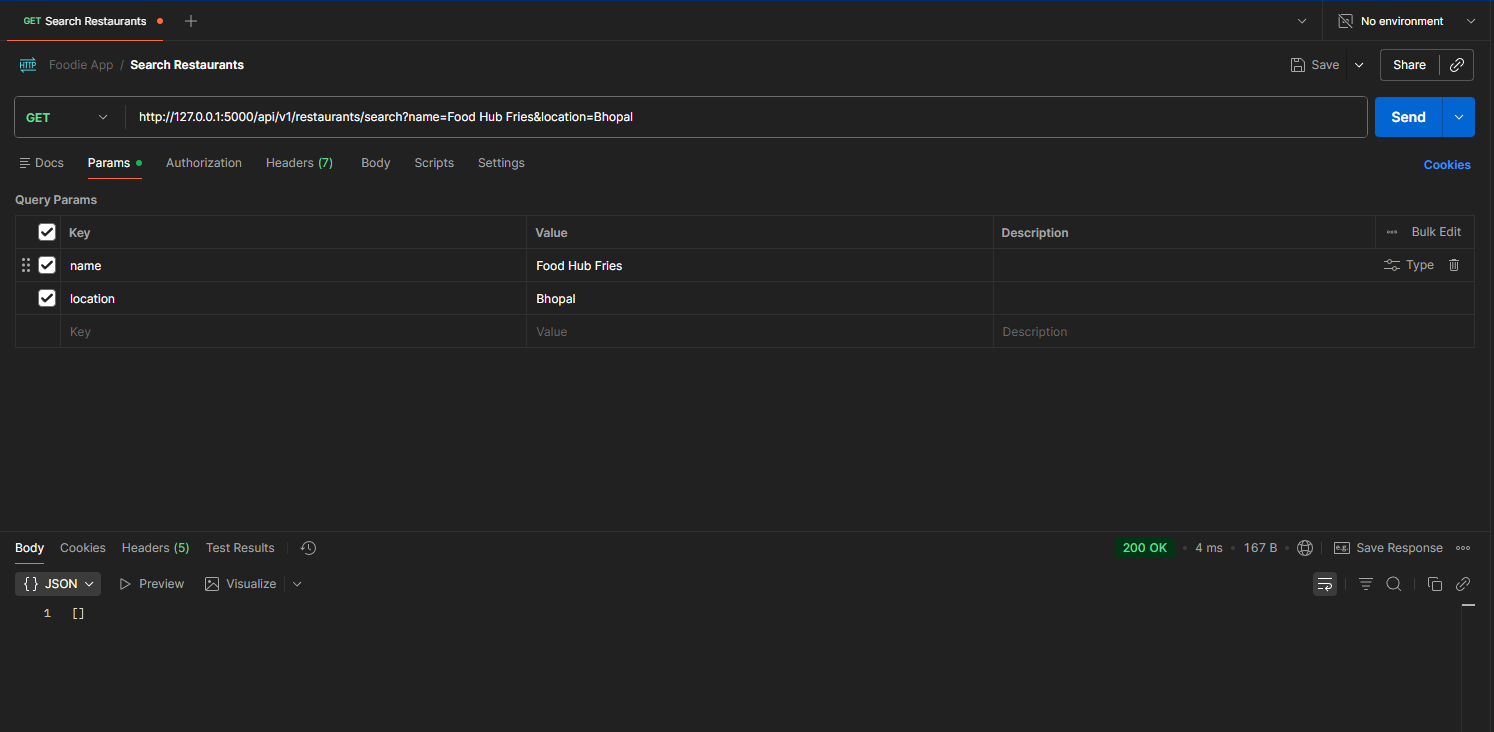 GET Search Restaurants
No environment
HTTP Foodie App / Search Restaurants
Save
Share
GET
http://127.0.0.1:5000/api/v1/restaurants/search?name=Food Hub Fries&location=Bhopal
Send
Docs Params Authorization Headers (7) Body Scripts Settings
Cookies
Query Params
Key Value Description Bulk Edit
name Food Hub Fries Type
location Bhopal
Key Value Description
Body Cookies Headers (5) Test Results
200 OK • 4 ms • 167 B
e.g. Save Response
{} JSON Preview Visualize
1 []